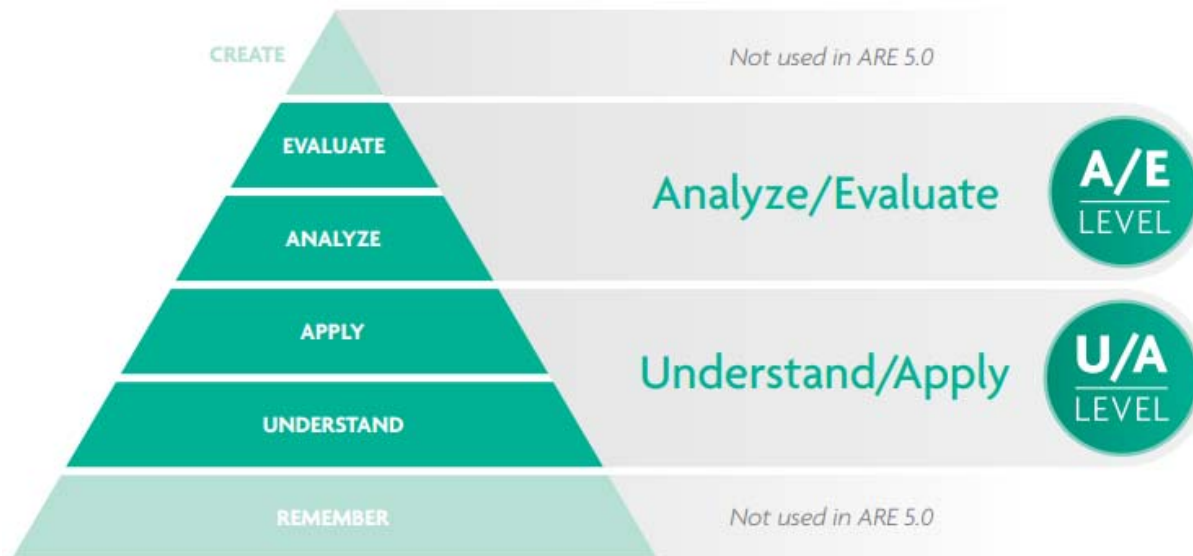 CREATE
Not used in ARE 5.0
EVALUATE
ANALYZE
Analyze/Evaluate
A/E
LEVEL
APPLY
UNDERSTAND
Understand/Apply
U/A
LEVEL
REMEMBER
Not used in ARE 5.0